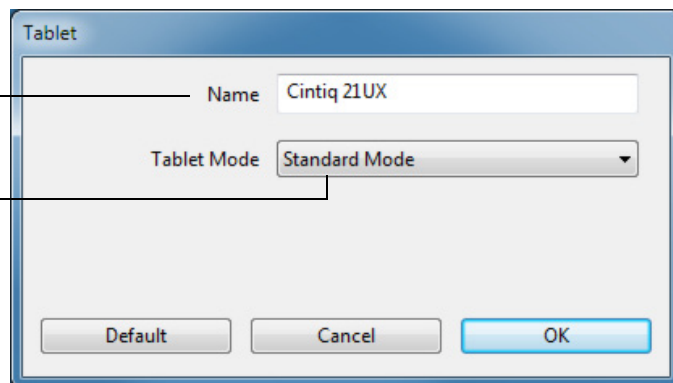 Tablet
Name Cintiq 21UX
Tablet Mode Standard Mode
Default Cancel OK